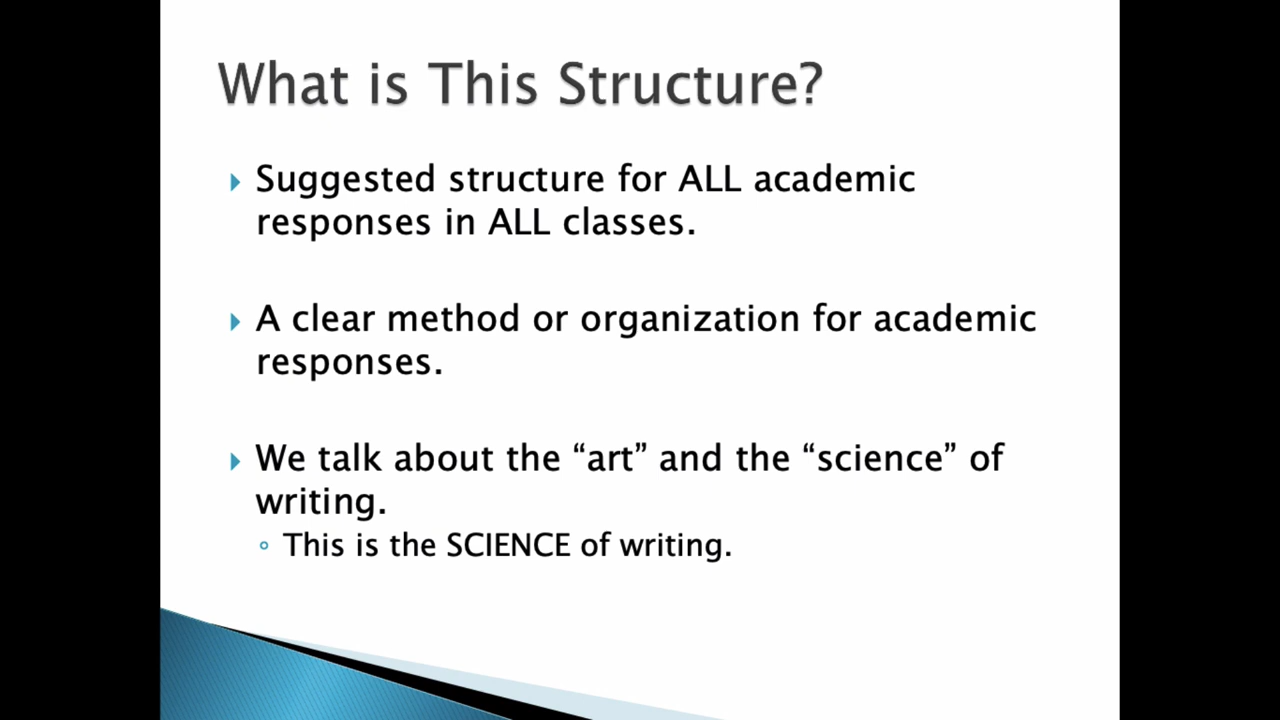 What is This Structure?
Suggested structure for ALL academic
responses in ALL classes.
A clear method or organization for academic
responses.
We talk about the “art” and the “science” of
writing.
This is the SCIENCE of writing.